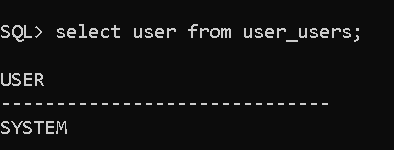 SQL> select user from user_users;
USER
------------------------------
SYSTEM